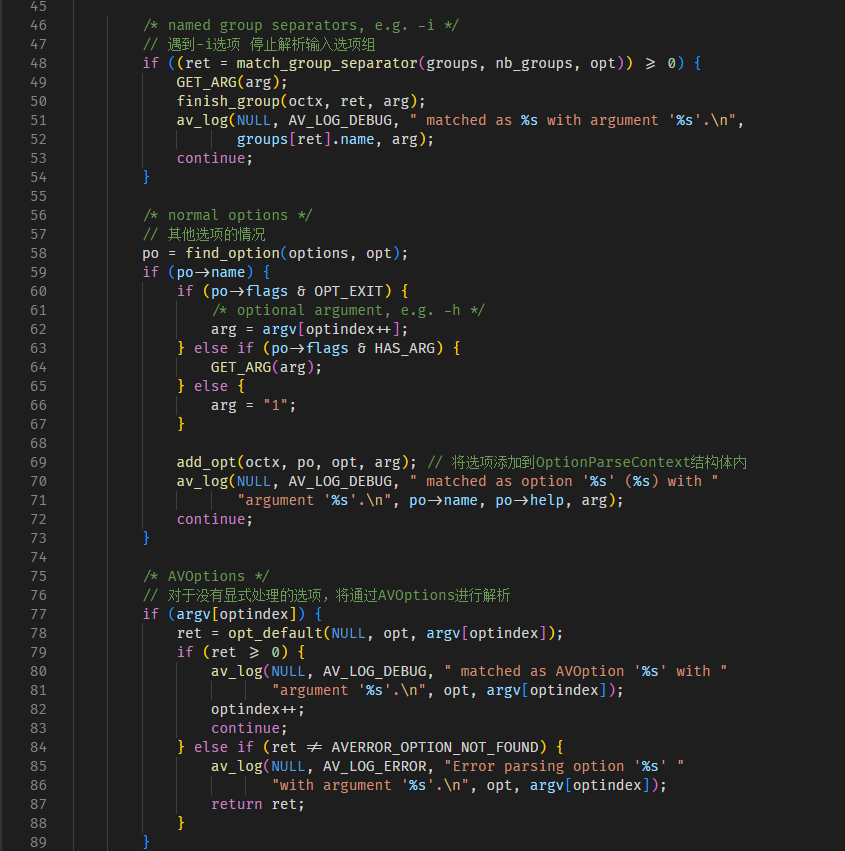 45
46 /* named group separators, e.g. -i */
47 // 遇到-i选项 停止解析输入选项组
48 if ((ret = match_group_separator(groups, nb_groups, opt)) >= 0) {
49 GET_ARG(arg);
50 finish_group(octx, ret, arg);
51 av_log(NULL, AV_LOG_DEBUG, " matched as %s with argument '%s'.\n",
52 groups[ret].name, arg);
53 continue;
54 }
55
56 /* normal options */
57 // 其他选项的情况
58 po = find_option(options, opt);
59 if (po->name) {
60 if (po->flags & OPT_EXIT) {
61 /* optional argument, e.g. -h */
62 arg = argv[optindex++];
63 } else if (po->flags & HAS_ARG) {
64 GET_ARG(arg);
65 } else {
66 arg = "1";
67 }
68
69 add_opt(octx, po, opt, arg); // 将选项添加到OptionParseContext结构体内
70 av_log(NULL, AV_LOG_DEBUG, " matched as option '%s' (%s) with "
71 "argument '%s'.\n", po->name, po->help, arg);
72 continue;
73 }
74
75 /* AVOptions */
76 // 对于没有显式处理的选项，将通过AVOptions进行解析
77 if (argv[optindex]) {
78 ret = opt_default(NULL, opt, argv[optindex]);
79 if (ret >= 0) {
80 av_log(NULL, AV_LOG_DEBUG, " matched as AVOption '%s' with "
81 "argument '%s'.\n", opt, argv[optindex]);
82 optindex++;
83 continue;
84 } else if (ret != AVERROR_OPTION_NOT_FOUND) {
85 av_log(NULL, AV_LOG_ERROR, "Error parsing option '%s' "
86 "with argument '%s'.\n", opt, argv[optindex]);
87 return ret;
88 }
89 }